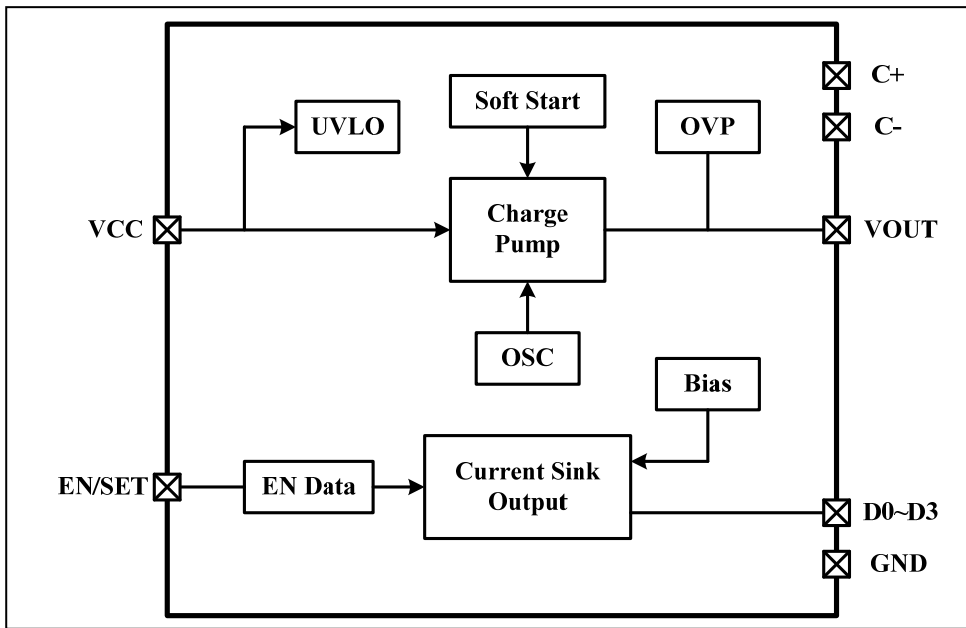 C+
Soft Start
UVLO
OVP
C-
VCC
Charge
Pump
VOUT
OSC
Bias
EN/SET
EN Data
Current Sink
Output
D0~D3
GND